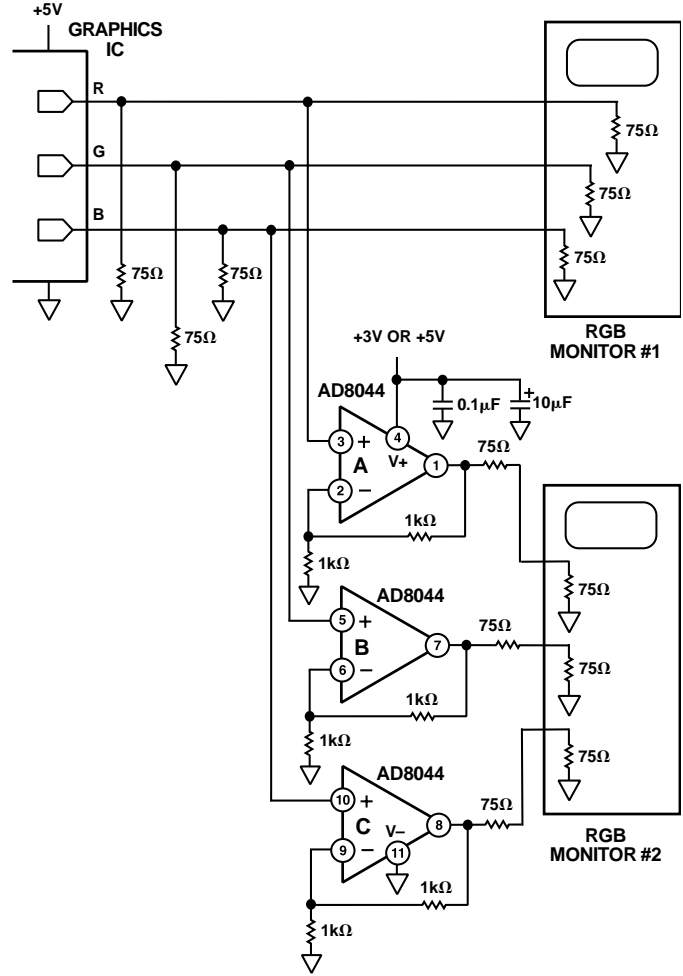 +5V
GRAPHICS
IC
R
G
B
75Ω
75Ω
75Ω
75Ω
75Ω
75Ω
RGB
MONITOR #1
+3V OR +5V
AD8044
0.1µF
+
10µF
3
+
4
V+
A
1
75Ω
2
–
1kΩ
1kΩ
75Ω
AD8044
5
+
B
7
75Ω
6
–
75Ω
1kΩ
1kΩ
75Ω
AD8044
10
+
C
V–
8
75Ω
9
–
11
1kΩ
1kΩ
RGB
MONITOR #2